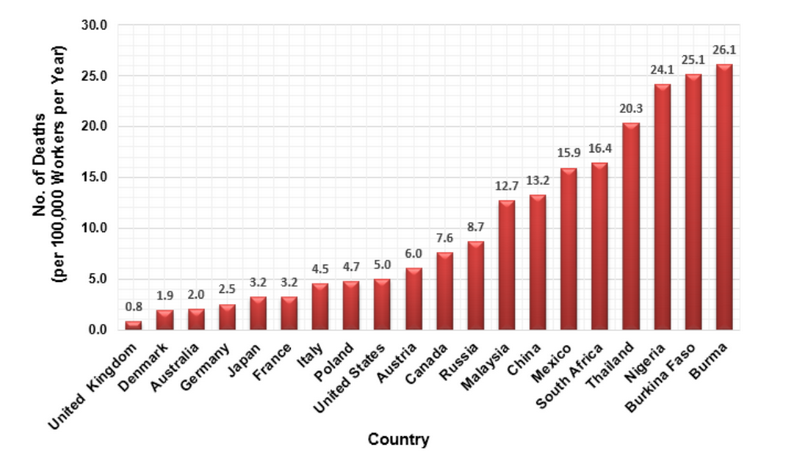 No. of Deaths
(per 100,000 Workers per Year)
30.0
25.0
20.0
15.0
10.0
5.0
0.0
0.8
1.9
2.0
2.5
3.2
3.2
4.5
4.7
5.0
6.0
7.6
8.7
12.7
13.2
15.9
16.4
20.3
24.1
25.1
26.1
United Kingdom
Denmark
Australia
Germany
Japan
France
Italy
Poland
United States
Austria
Canada
Russia
Malaysia
China
Mexico
South Africa
Thailand
Nigeria
Burkina Faso
Burma
Country